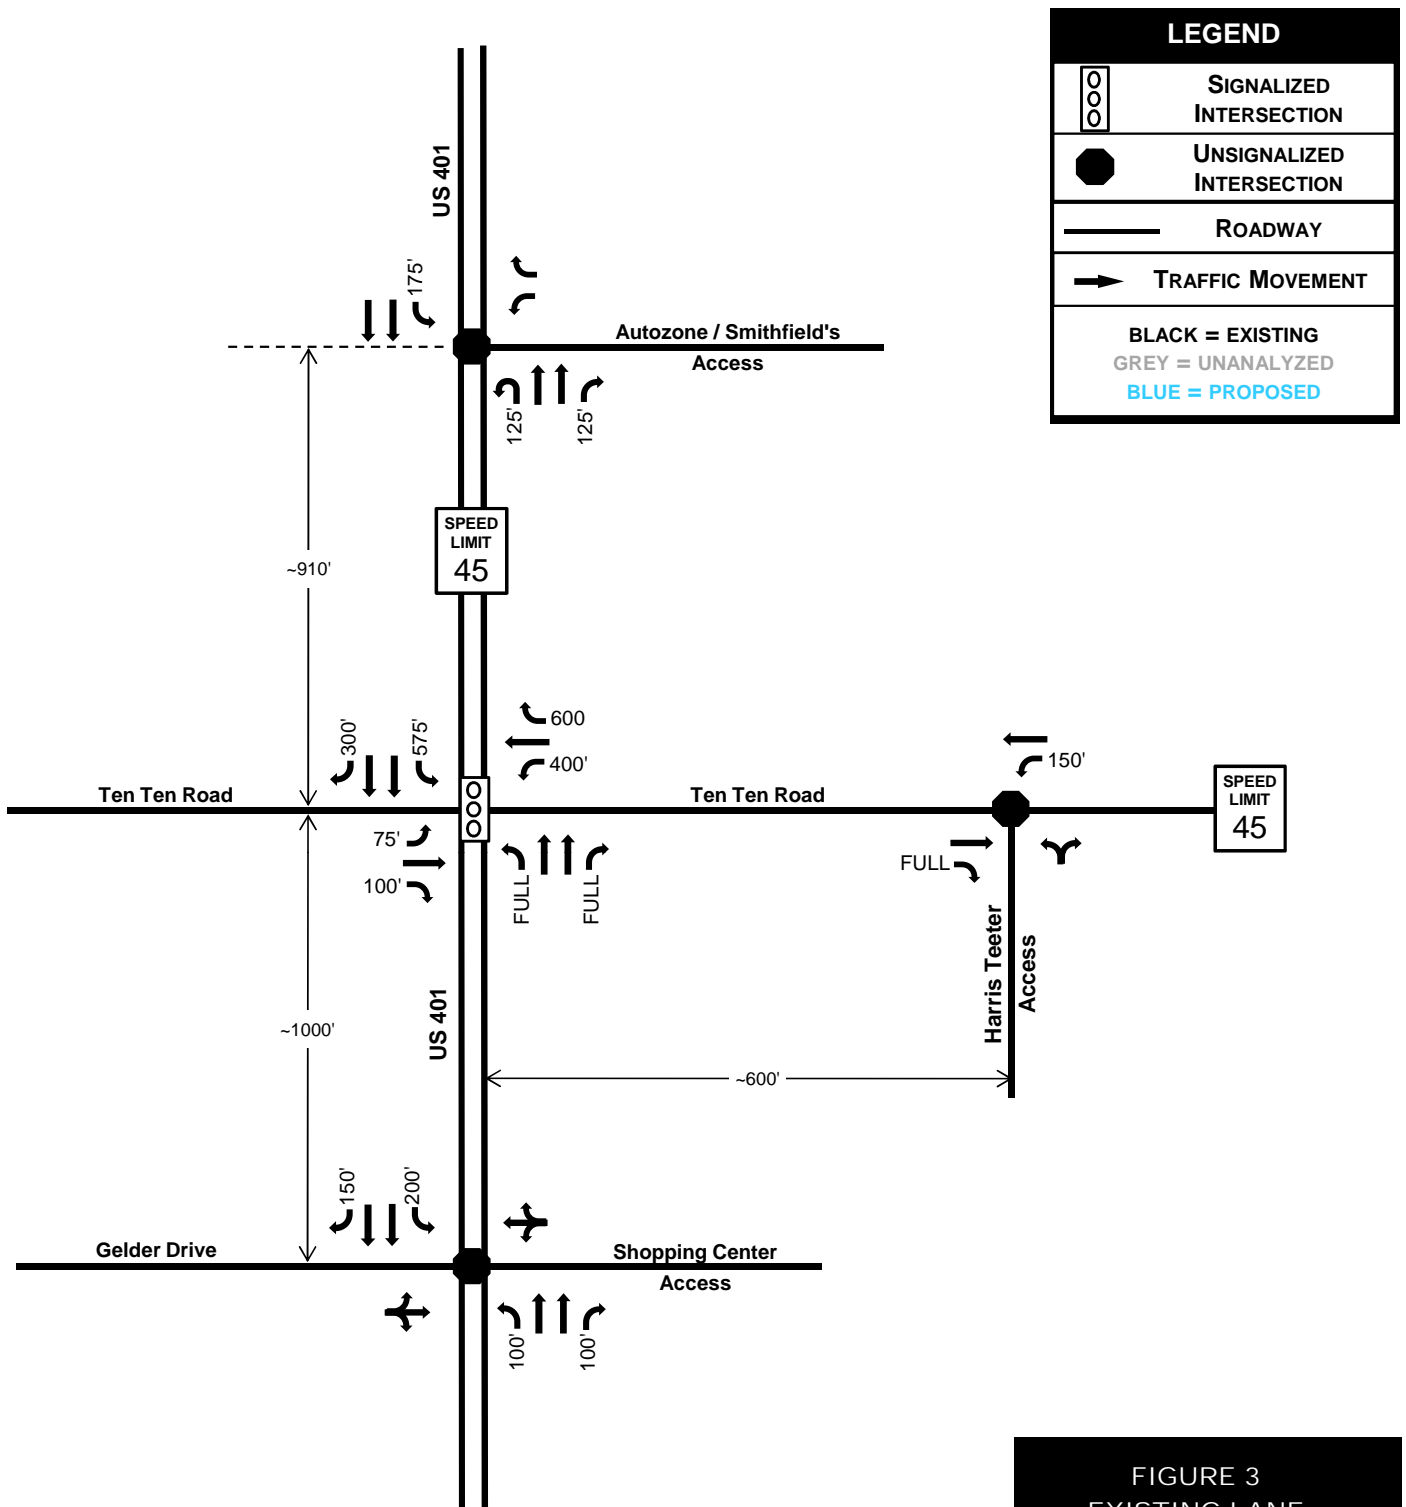 LEGEND
SIGNALIZED
INTERSECTION
UNSIGNALIZED
INTERSECTION
ROADWAY
TRAFFIC MOVEMENT
BLACK = EXISTING
GREY = UNANALYZED
BLUE = PROPOSED
US 401
175'
Autozone / Smithfield's
Access
125'
125'
SPEED
LIMIT
45
~910'
300'
575'
600
400'
150'
Ten Ten Road
Ten Ten Road
SPEED
LIMIT
45
75'
100'
FULL
FULL
FULL
Harris Teeter
Access
US 401
~1000'
~600'
150'
200'
Gelder Drive
Shopping Center
Access
100'
100'
FIGURE 3
EXISTING LANE